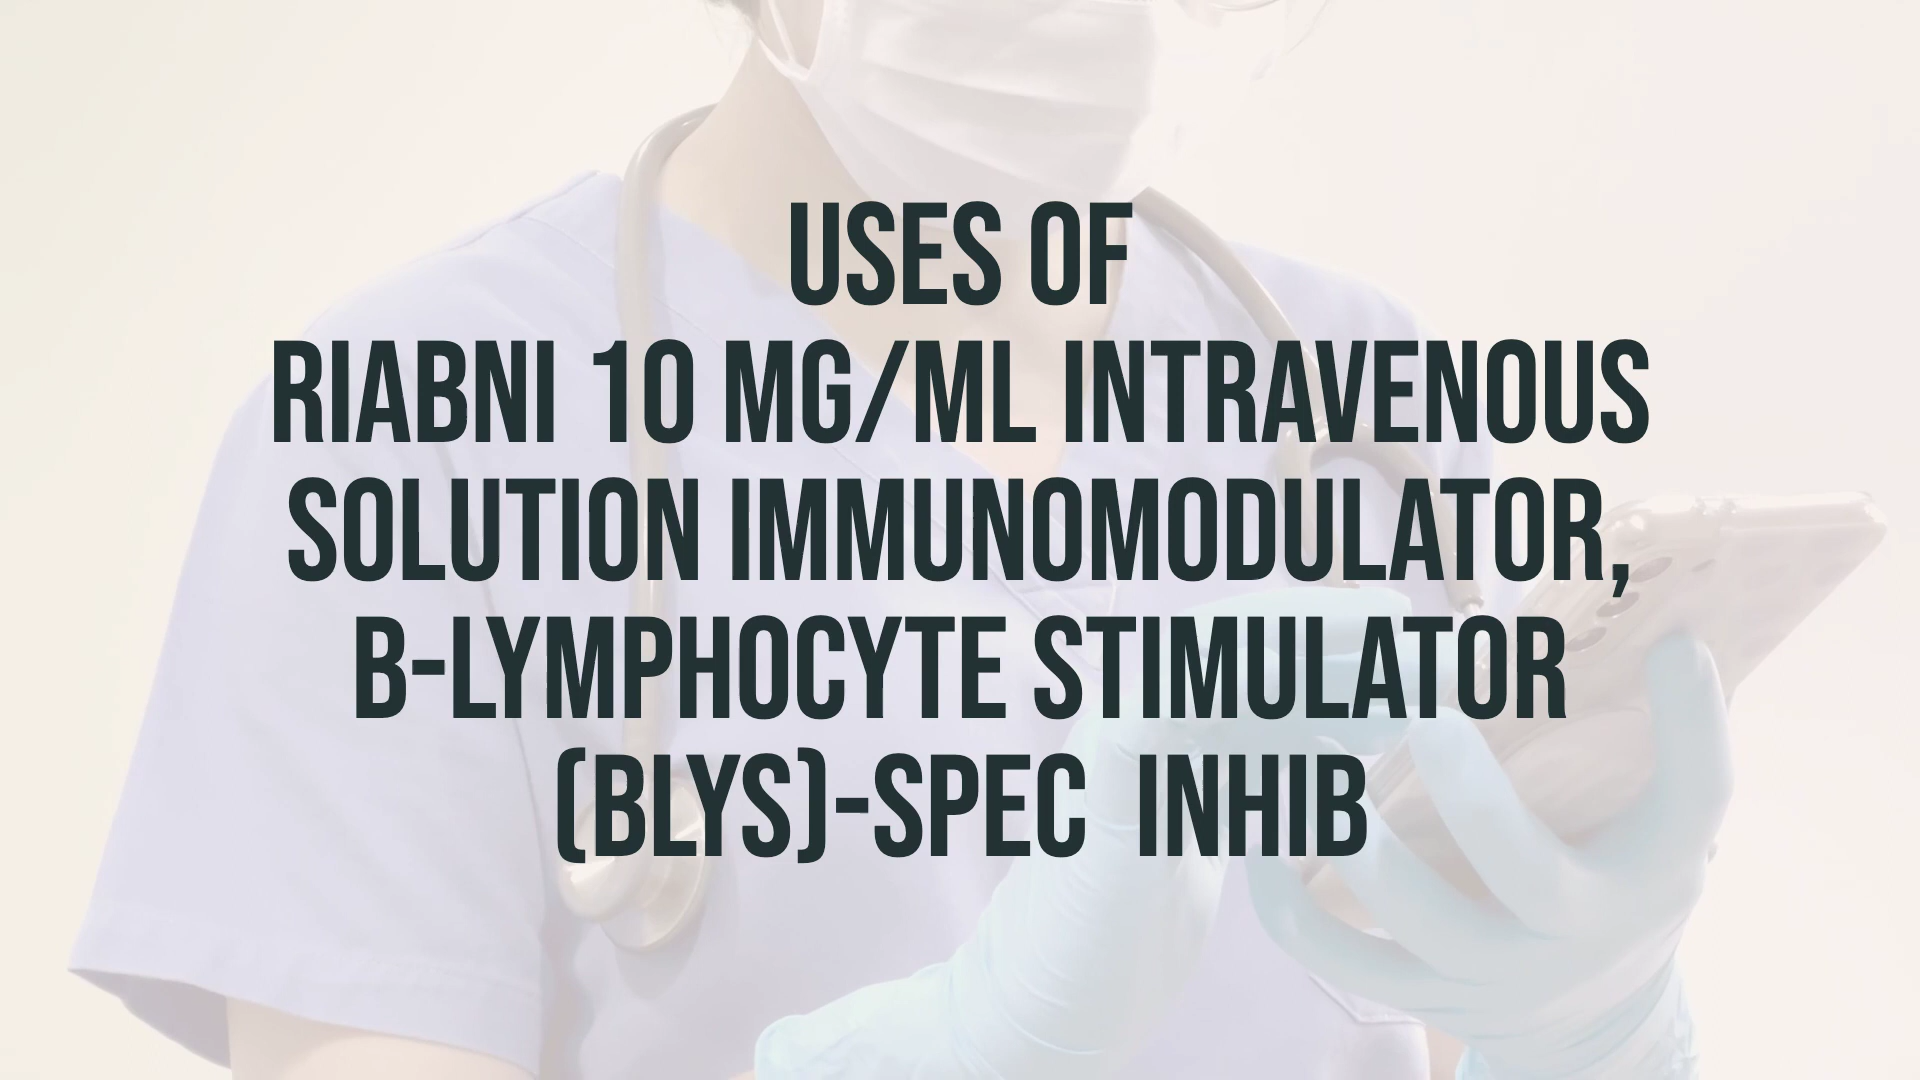 USES OF
RIABNI 10 MG/ML INTRAVENOUS
SOLUTION IMMUNOMODULATOR,
B-LYMPHOCYTE STIMULATOR
(BLYS)-SPEC  INHIB